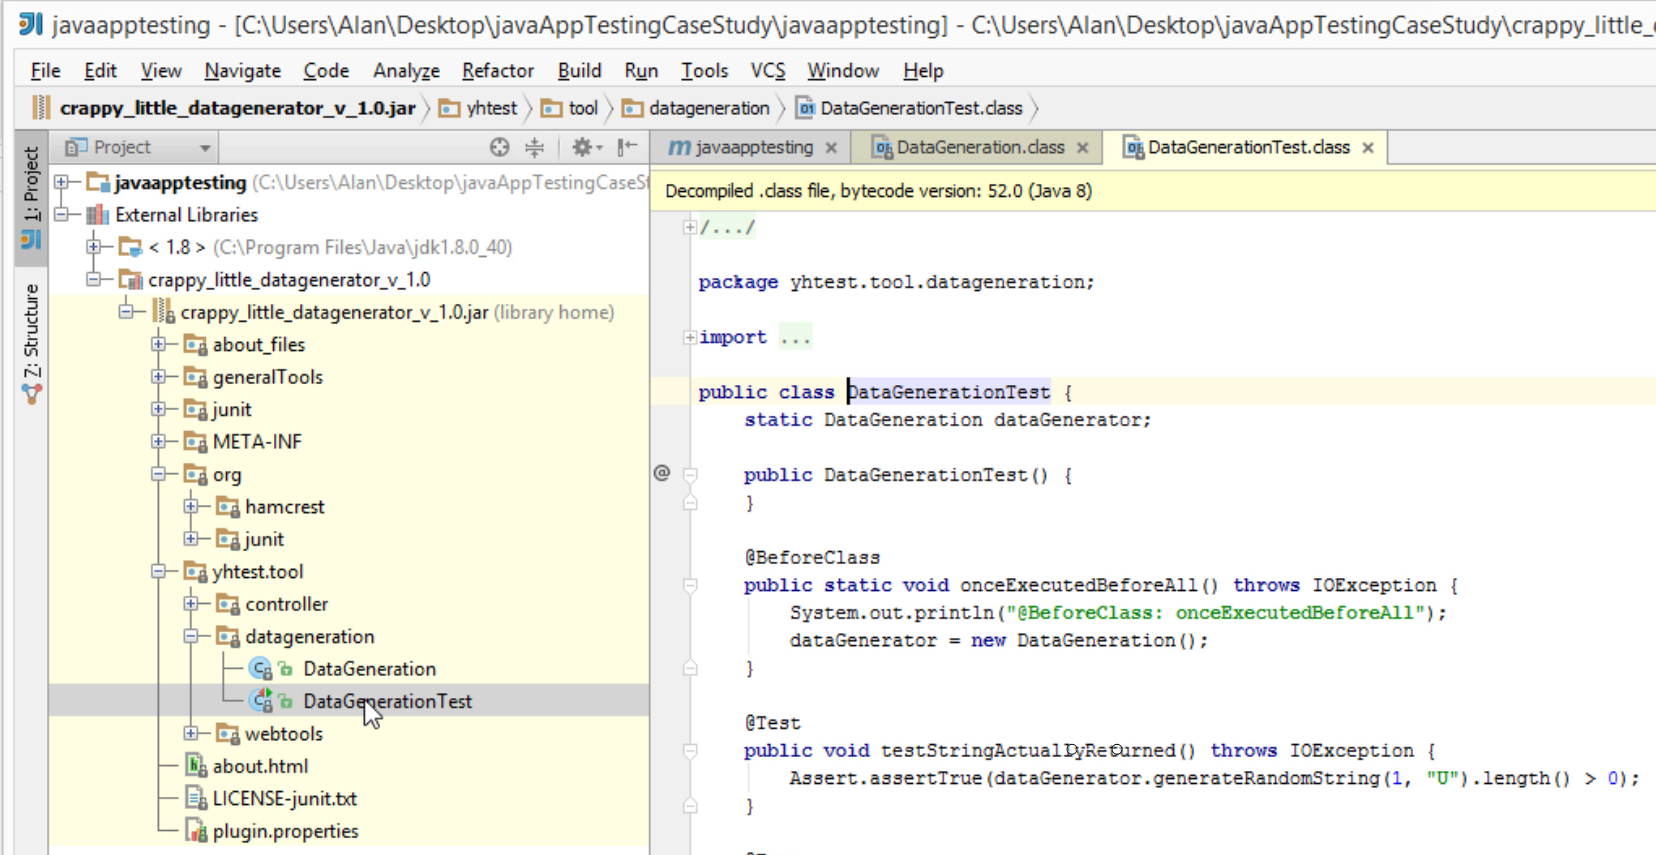 javaapptesting - [C:\Users\Alan\Desktop\javaAppTestingCaseStudy\javaapptesting] - C:\Users\Alan\Desktop\javaAppTestingCaseStudy\crappy_little_
File Edit View Navigate Code Analyze Refactor Build Run Tools VCS Window Help
crappy_little_datagenerator_v_1.0.jar yhtest tool datageneration DataGenerationTest.class
1: Project
7: Structure
Project
javaapptesting (C:\Users\Alan\Desktop\javaAppTestingCaseSt
External Libraries
< 1.8 > (C:\Program Files\Java\jdk1.8.0_40)
crappy_little_datagenerator_v_1.0
crappy_little_datagenerator_v_1.0.jar (library home)
about_files
generalTools
junit
META-INF
org
hamcrest
junit
yhtest.tool
controller
datageneration
DataGeneration
DataGenerationTest
webtools
about.html
LICENSE-junit.txt
plugin.properties
javaapptesting DataGeneration.class DataGenerationTest.class
Decompiled .class file, bytecode version: 52.0 (Java 8)
/.../
package yhtest.tool.datageneration;
import ...
public class DataGenerationTest {
static DataGeneration dataGenerator;
@ public DataGenerationTest() {
}
@BeforeClass
public static void onceExecutedBeforeAll() throws IOException {
System.out.println("@BeforeClass: onceExecutedBeforeAll");
dataGenerator = new DataGeneration();
}
@Test
public void testStringActuallyReturned() throws IOException {
Assert.assertTrue(dataGenerator.generateRandomString(1, "U").length() > 0);
}